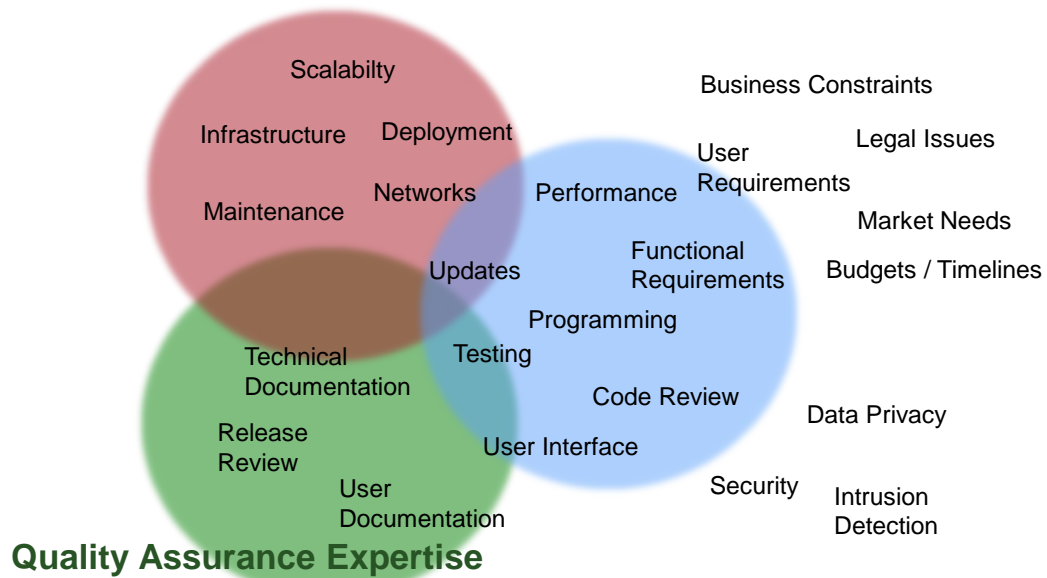 Scalabilty
Business Constraints
Infrastructure
Deployment
Legal Issues
User
Requirements
Networks
Performance
Maintenance
Market Needs
Functional
Requirements
Updates
Budgets / Timelines
Programming
Technical
Documentation
Testing
Code Review
Data Privacy
Release
Review
User Interface
User
Documentation
Security
Intrusion
Detection
Quality Assurance Expertise